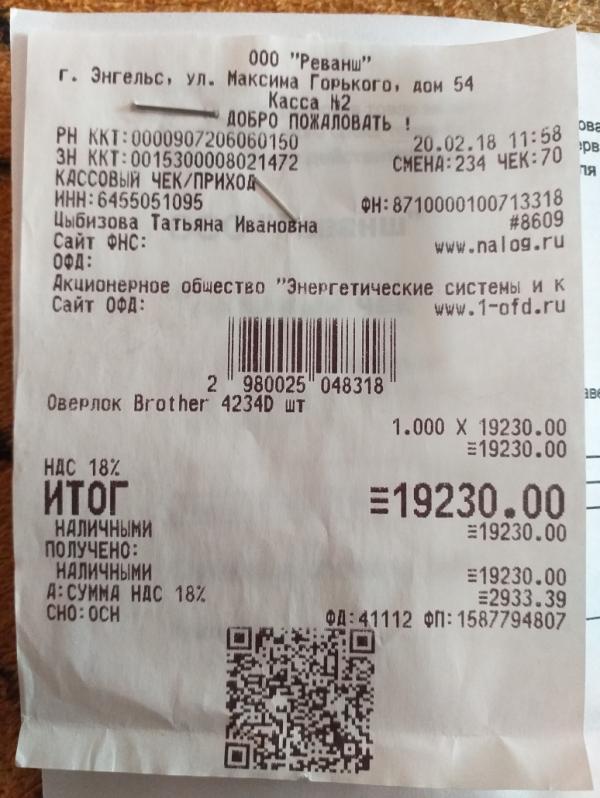 ООО "Реванш"
г. Энгельс, ул. Максима Горького, дом 54
Касса №2
ДОБРО ПОЖАЛОВАТЬ !
РН ККТ:0000907206060150 20.02.18 11:58
ЗН ККТ:0015300008021472 СМЕНА:234 ЧЕК:70
КАССОВЫЙ ЧЕК/ПРИХОД
ИНН:6455051095 ФН:8710000100713318
Цыбизова Татьяна Ивановна #8609
Сайт ФНС: www.nalog.ru
ОФД:
Акционерное общество "Энергетические системы и к
Сайт ОФД: www.1-ofd.ru
2 980025 048318
Оверлок Brother 4234D шт
1.000 X 19230.00
≡19230.00
НДС 18%
ИТОГ ≡19230.00
НАЛИЧНЫМИ ≡19230.00
ПОЛУЧЕНО:
НАЛИЧНЫМИ ≡19230.00
А:СУММА НДС 18% ≡2933.39
СНО:ОСН ФД:41112 ФП:1587794807